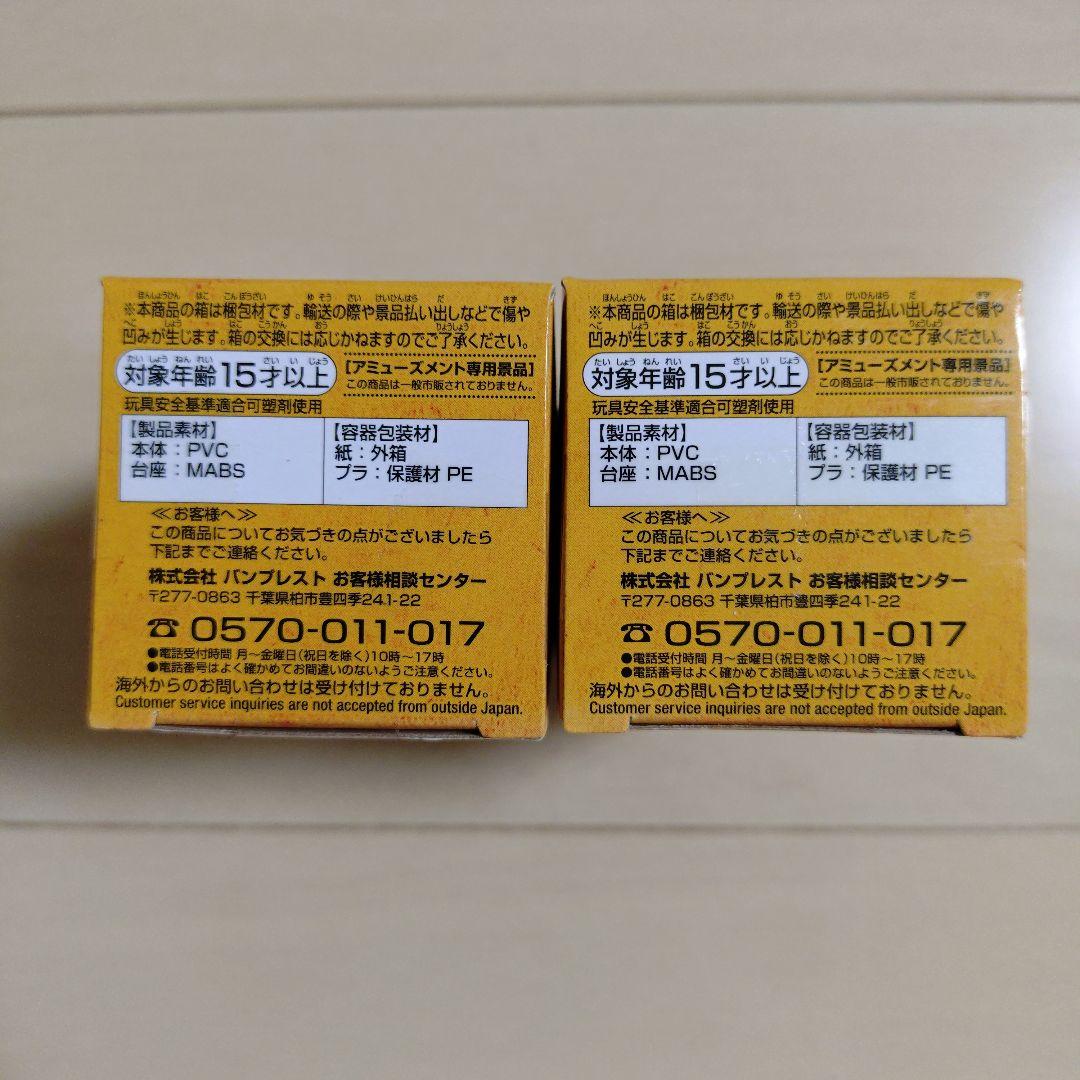 ※本商品の箱は梱包材です。輸送の際や景品払い出しなどで傷や
凹みが生じます。箱の交換には応じかねますのでご了承ください。
対象年齢15才以上
【アミューズメント専用景品】
この商品は一般市販されておりません。
玩具安全基準適合可塑剤使用
【製品素材】
本体：PVC
台座：MABS
【容器包装材】
紙：外箱
プラ：保護材 PE
≪お客様へ≫
この商品についてお気づきの点がございましたら
下記までご連絡ください。
株式会社 バンプレスト お客様相談センター
〒277-0863 千葉県柏市豊四季241-22
☎ 0570-011-017
●電話受付時間 月～金曜日(祝日を除く)10時～17時
●電話番号はよく確かめてお間違いのないようご注意ください。
海外からのお問い合わせは受け付けておりません。
Customer service inquiries are not accepted from outside Japan.
※本商品の箱は梱包材です。輸送の際や景品払い出しなどで傷や
凹みが生じます。箱の交換には応じかねますのでご了承ください。
対象年齢15才以上
【アミューズメント専用景品】
この商品は一般市販されておりません。
玩具安全基準適合可塑剤使用
【製品素材】
本体：PVC
台座：MABS
【容器包装材】
紙：外箱
プラ：保護材 PE
≪お客様へ≫
この商品についてお気づきの点がございましたら
下記までご連絡ください。
株式会社 バンプレスト お客様相談センター
〒277-0863 千葉県柏市豊四季241-22
☎ 0570-011-017
●電話受付時間 月～金曜日(祝日を除く)10時～17時
●電話番号はよく確かめてお間違いのないようご注意ください。
海外からのお問い合わせは受け付けておりません。
Customer service inquiries are not accepted from outside Japan.